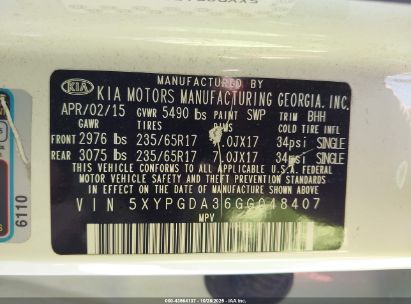 MANUFACTURED BY
KIA KIA MOTORS MANUFACTURING GEORGIA, INC.
APR/02/15 GVWR 5490 lbs PAINT SWP TRIM BHH
GAWR TIRES RIMS COLD TIRE INFL
FRONT 2976 lbs 235/65R17 7.0JX17 34psi SINGLE
REAR 3075 lbs 235/65R17 7.0JX17 34psi SINGLE
THIS VEHICLE CONFORMS TO ALL APPLICABLE
FEDERAL MOTOR VEHICLE SAFETY STANDARDS
IN EFFECT ON THE DATE OF MANUFACTURE SHOWN ABOVE.
VIN 5XYPGDA36GG048407
MPV
6110